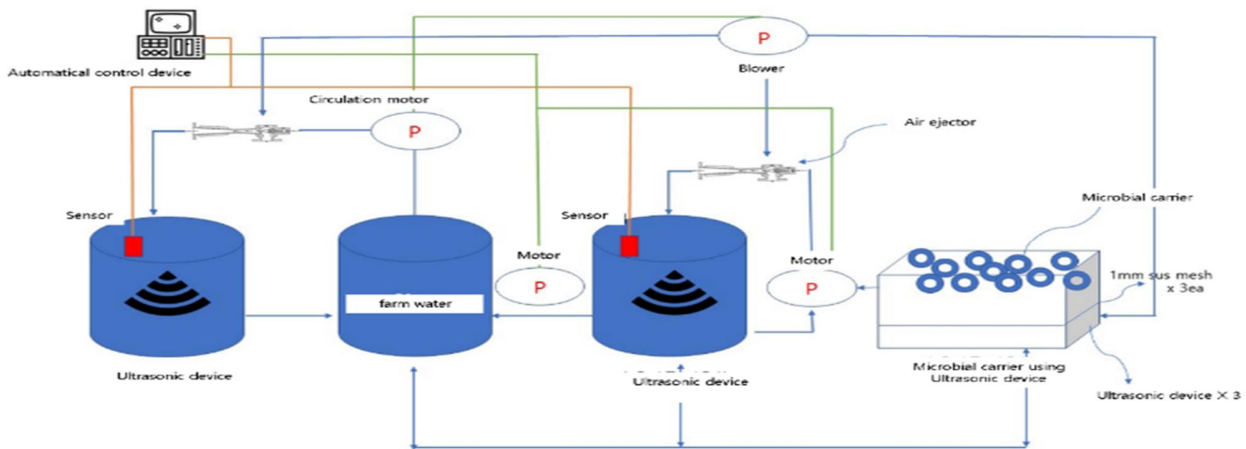 P
Blower
Automatical control device
Circulation motor
P
Air ejector
Sensor
Sensor
Microbial carrier
Motor
P
Motor
P
1mm sus mesh
x 3ea
farm water
Ultrasonic device
Ultrasonic device
Microbial carrier using
Ultrasonic device
Ultrasonic device X 3